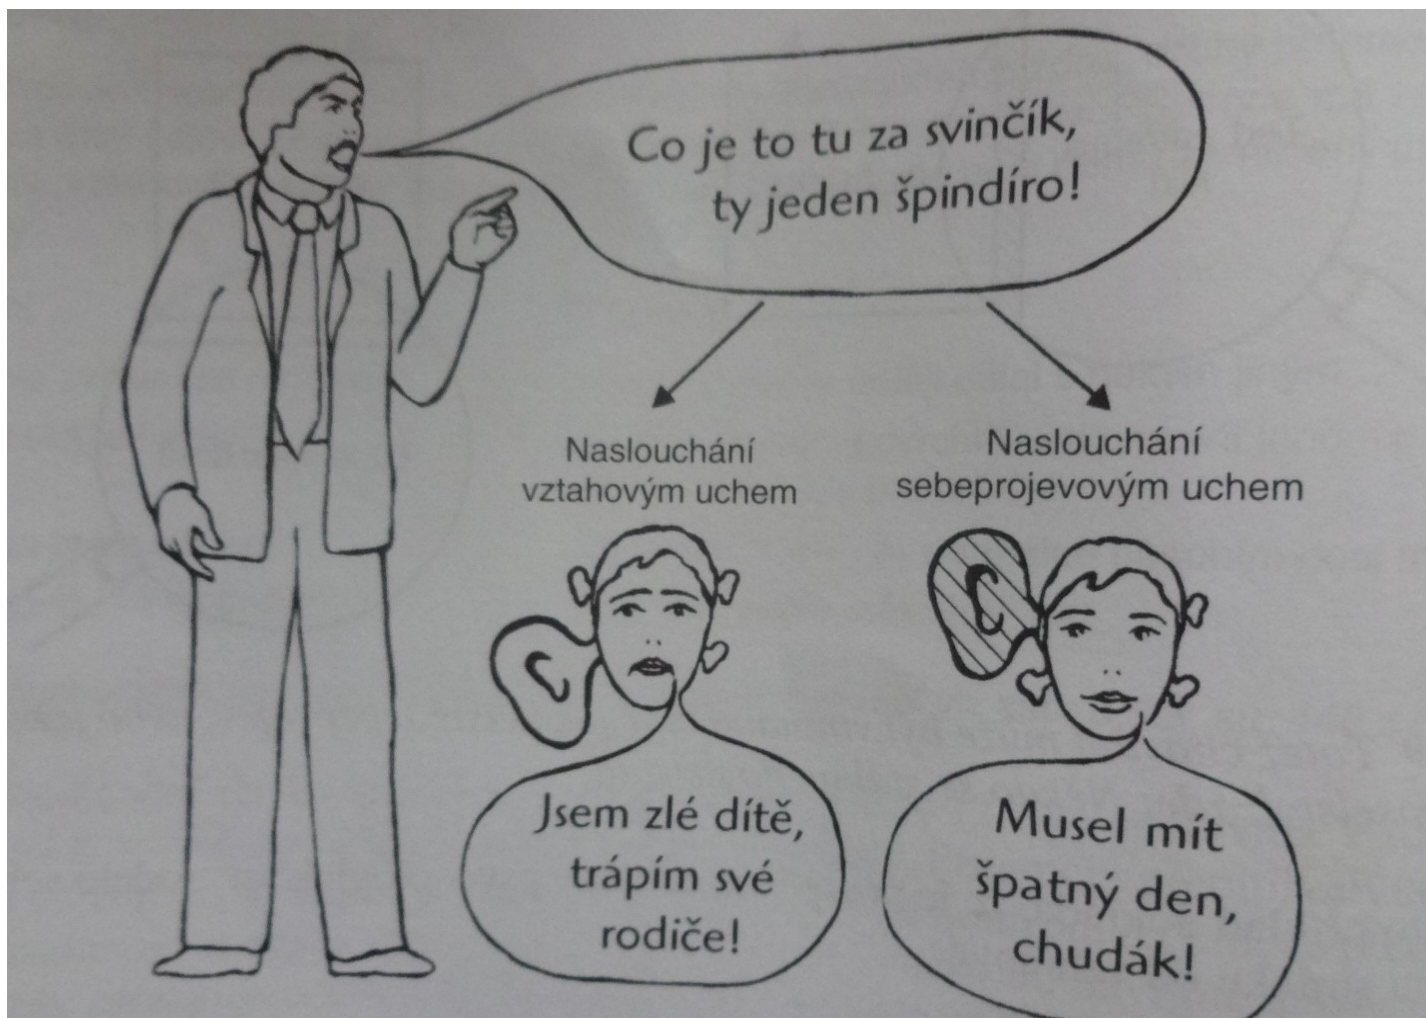 Co je to tu za svinčík,
ty jeden špindíro!
Naslouchání
vztahovým uchem
Naslouchání
sebeprojevovým uchem
Jsem zlé dítě,
trápím své
rodiče!
Musel mít
špatný den,
chudák!